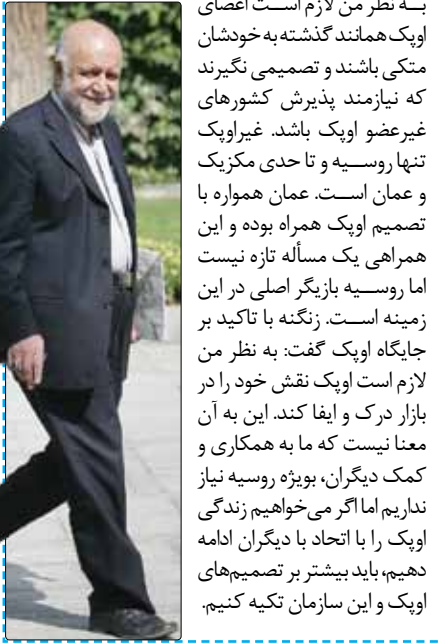 به نظر من لازم است اعضای
اوپک همانند گذشته به خودشان
متکی باشند و تصمیمی نگیرند
که نیازمند پذیرش کشورهای
غیرعضو اوپک باشد. غیراوپک
تنها روسیه و تا حدی مکزیک
و عمان است. عمان همواره با
تصمیم اوپک همراه بوده و این
همراهی یک مسأله تازه نیست
اما روسیه بازیگر اصلی در این
زمینه است. زنگنه با تاکید بر
جایگاه اوپک گفت: به نظر من
لازم است اوپک نقش خود را در
بازار درک و ایفا کند. این به آن
معنا نیست که ما به همکاری و
کمک دیگران، بویژه روسیه نیاز
نداریم اما اگر می‌خواهیم زندگی
اوپک را با اتحاد با دیگران ادامه
دهیم، باید بیشتر بر تصمیم‌های
اوپک و این سازمان تکیه کنیم.